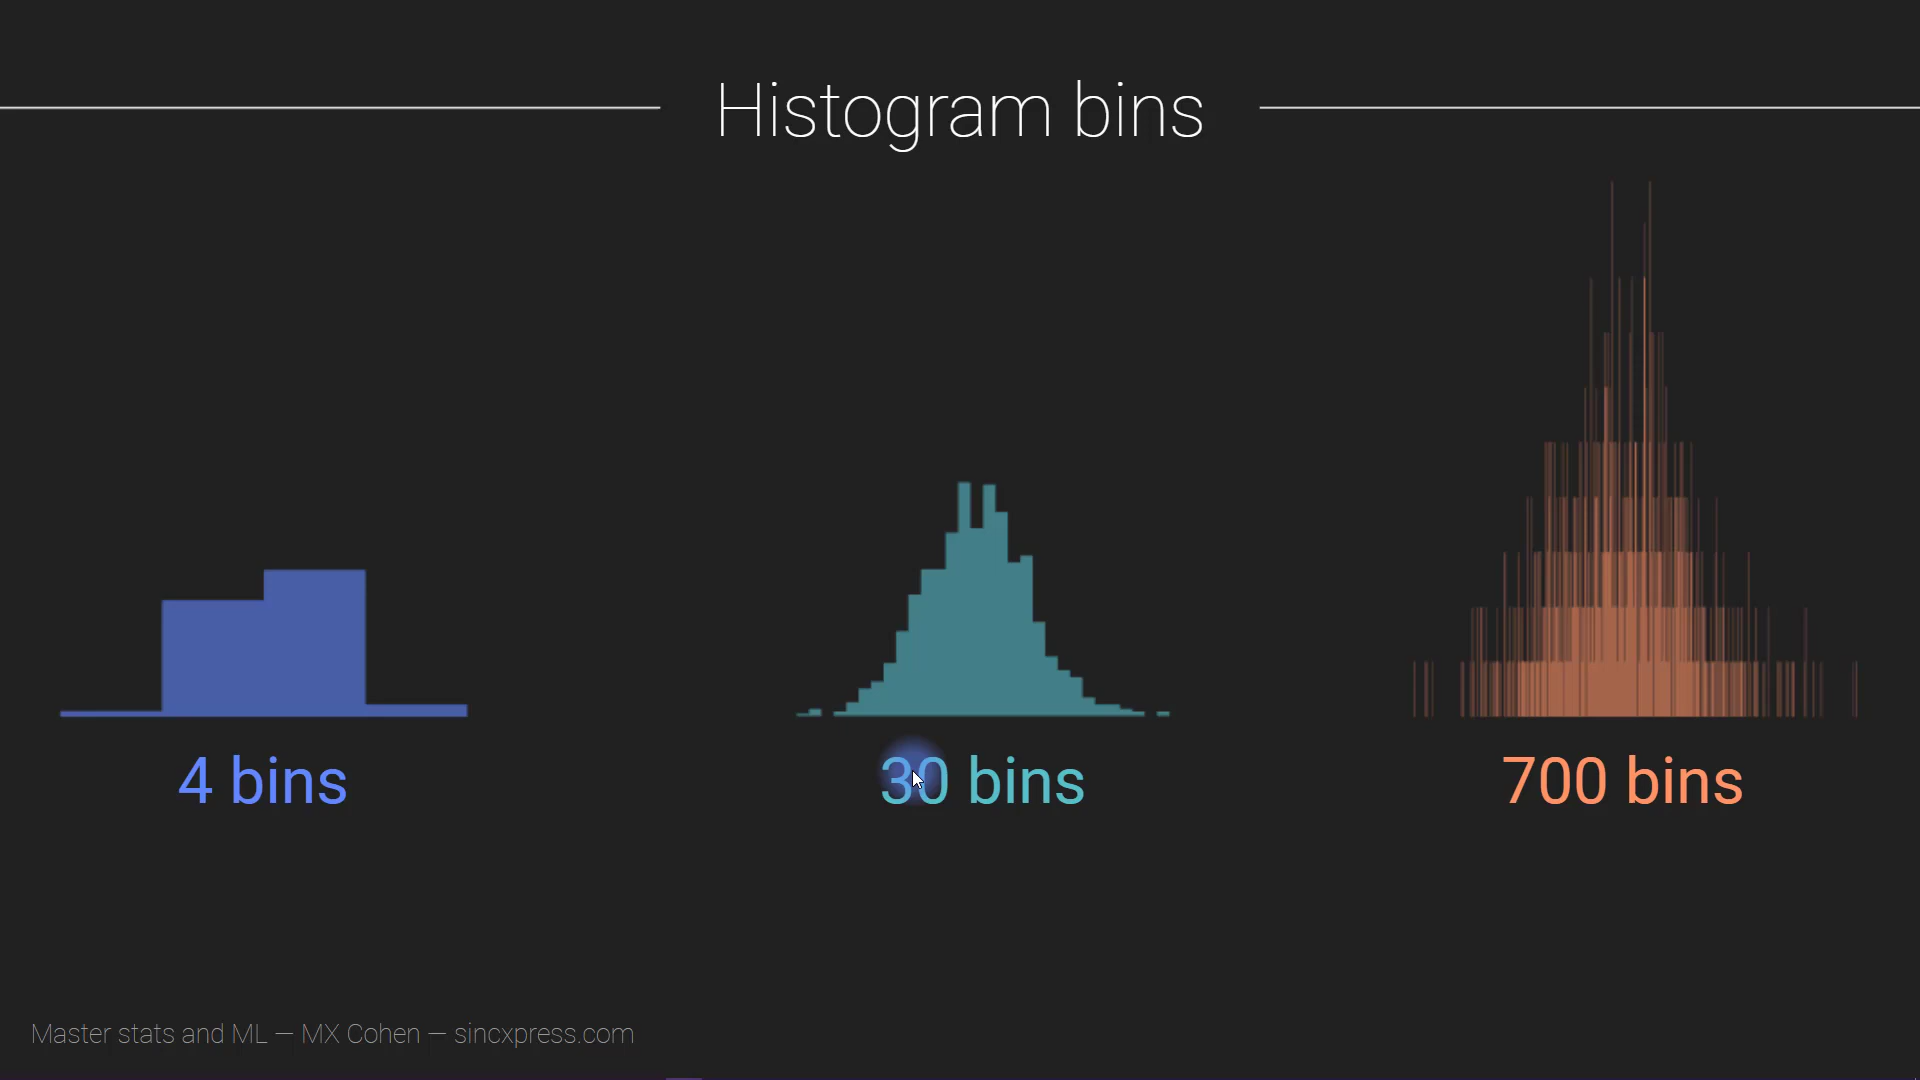 Histogram bins
4 bins
30 bins
700 bins
Master stats and ML — MX Cohen — sincxpress.com